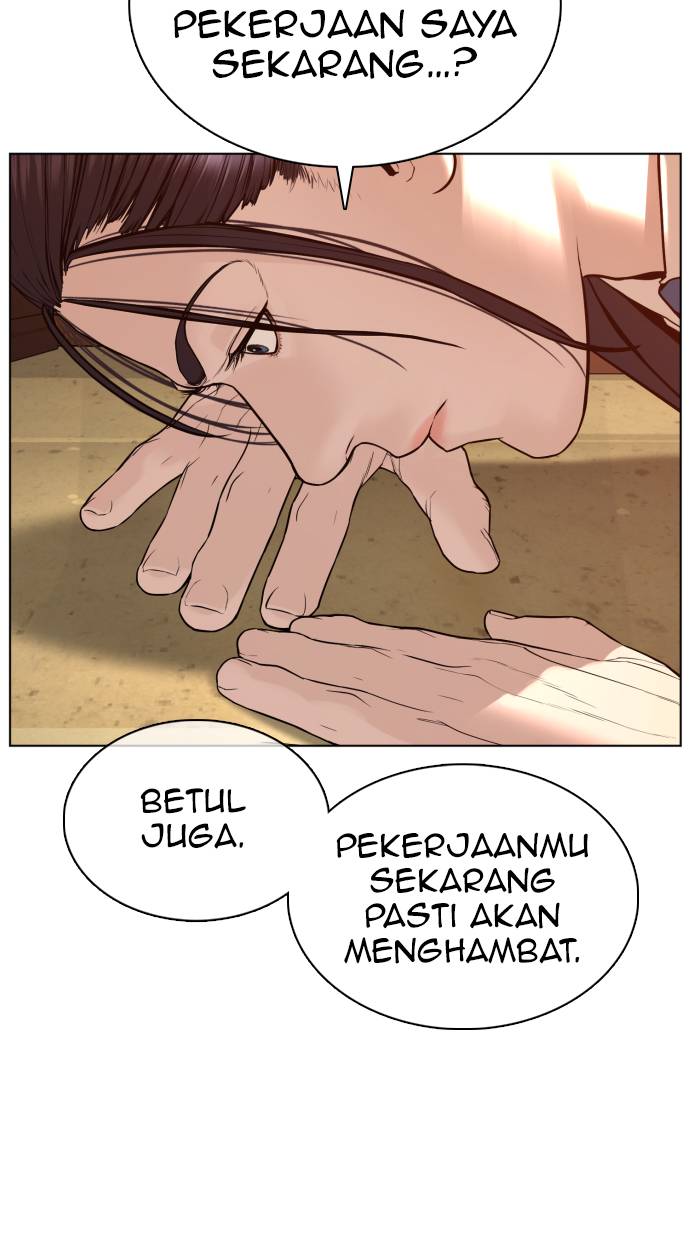 PEKERJAAN SAYA
SEKARANG...?
BETUL
JUGA.
PEKERJAANMU
SEKARANG
PASTI AKAN
MENGHAMBAT.